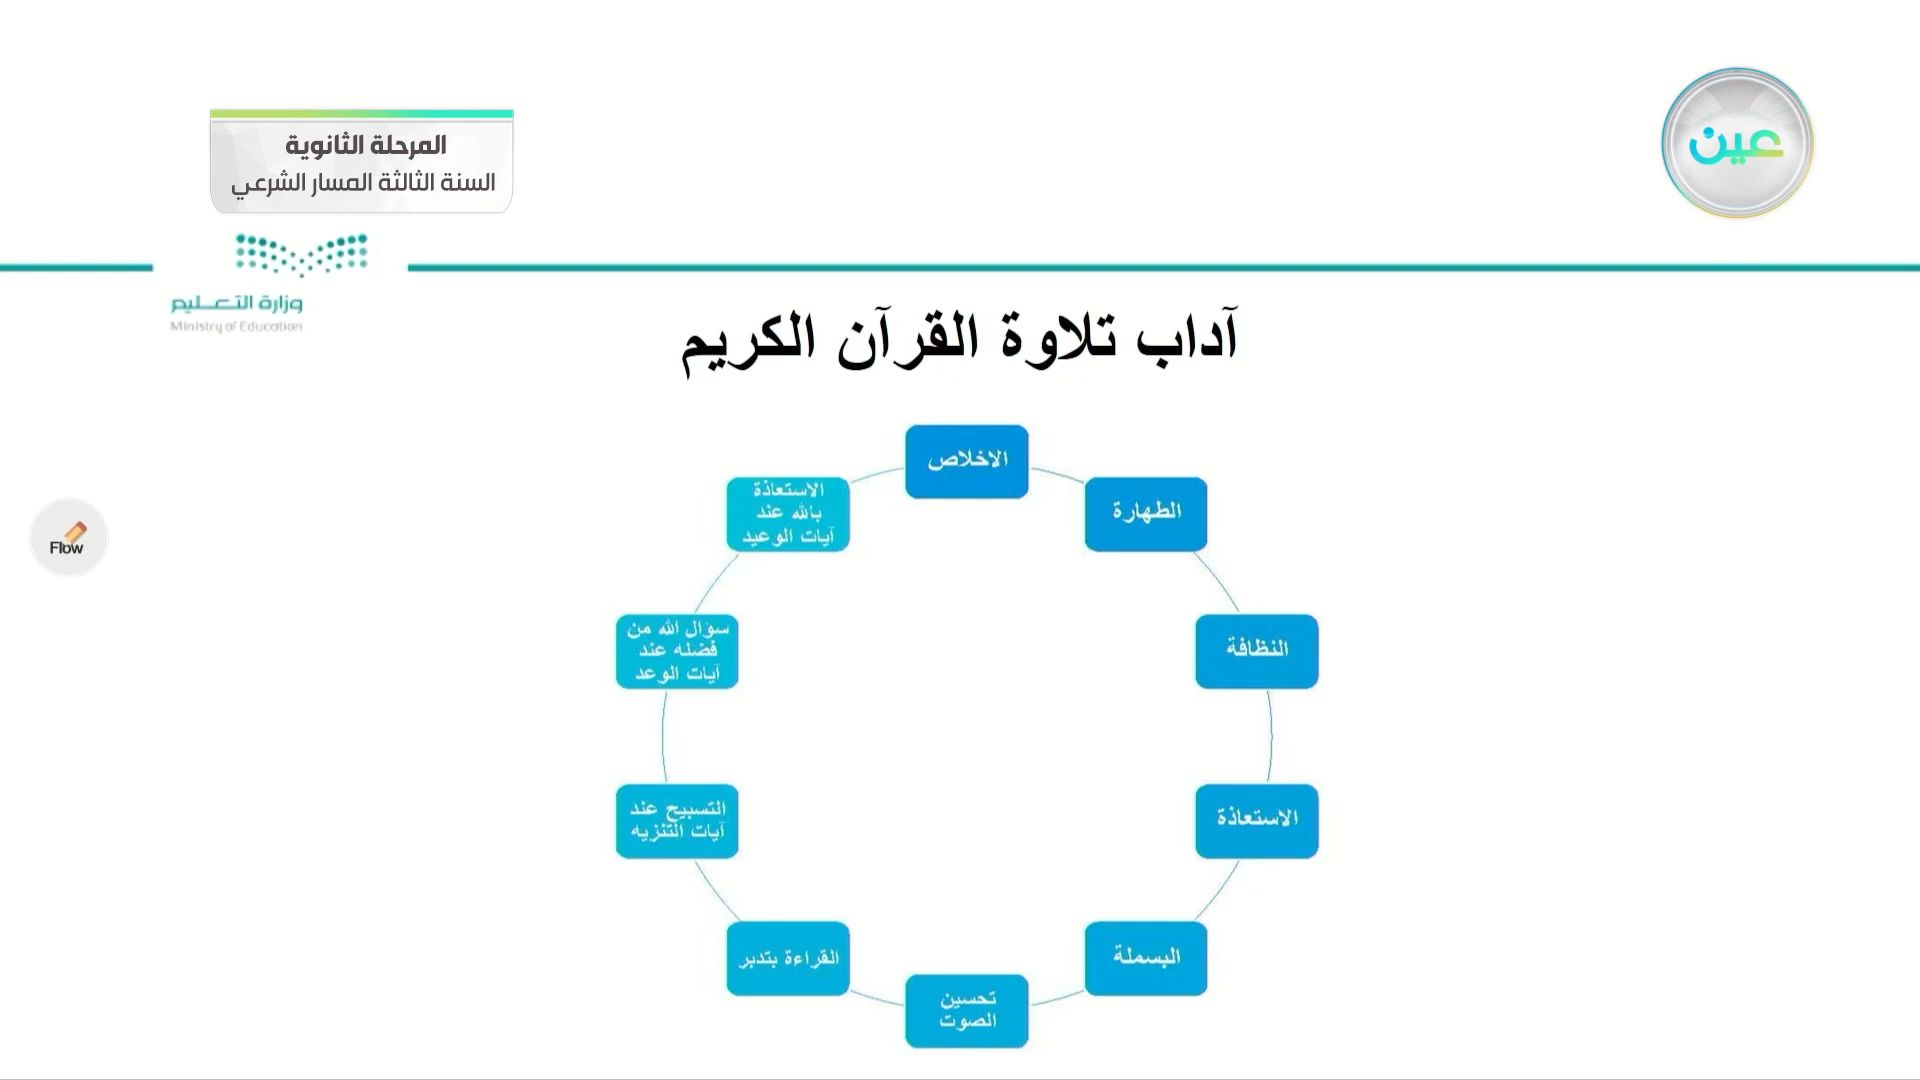 المرحلة الثانوية
السنة الثالثة المسار الشرعي
عين
وزارة التعليم
Ministry of Education
آداب تلاوة القرآن الكريم
الاخلاص
الطهارة
النظافة
الاستعاذة
البسملة
تحسين
الصوت
القراءة بتدبر
التسبيح عند
آيات التنزيه
سؤال الله من
فضله عند
آيات الوعد
الاستعاذة
بالله عند
آيات الوعيد
Flow